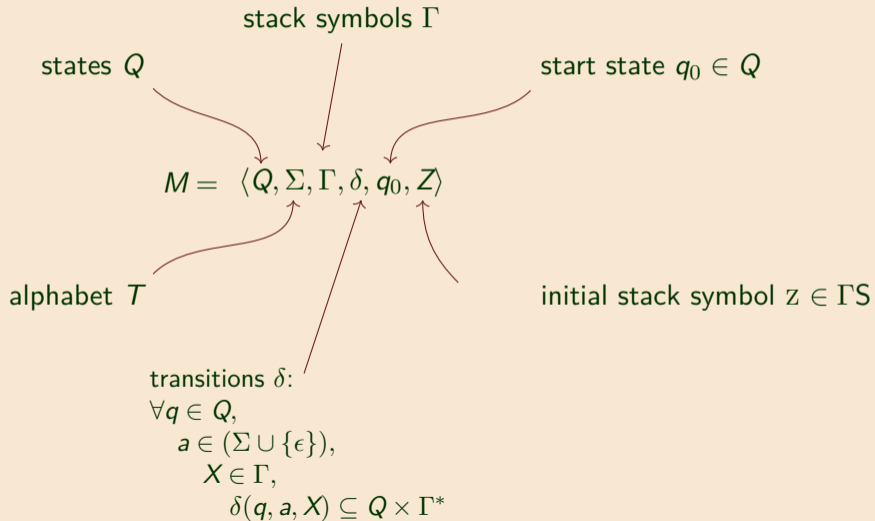 stack symbols Γ
states Q
start state q₀ ∈ Q
M = ⟨Q, Σ, Γ, δ, q₀, Z⟩
alphabet T
initial stack symbol z ∈ ΓS
transitions δ:
∀q ∈ Q,
a ∈ (Σ ∪ {ϵ}),
X ∈ Γ,
δ(q, a, X) ⊆ Q × Γ*